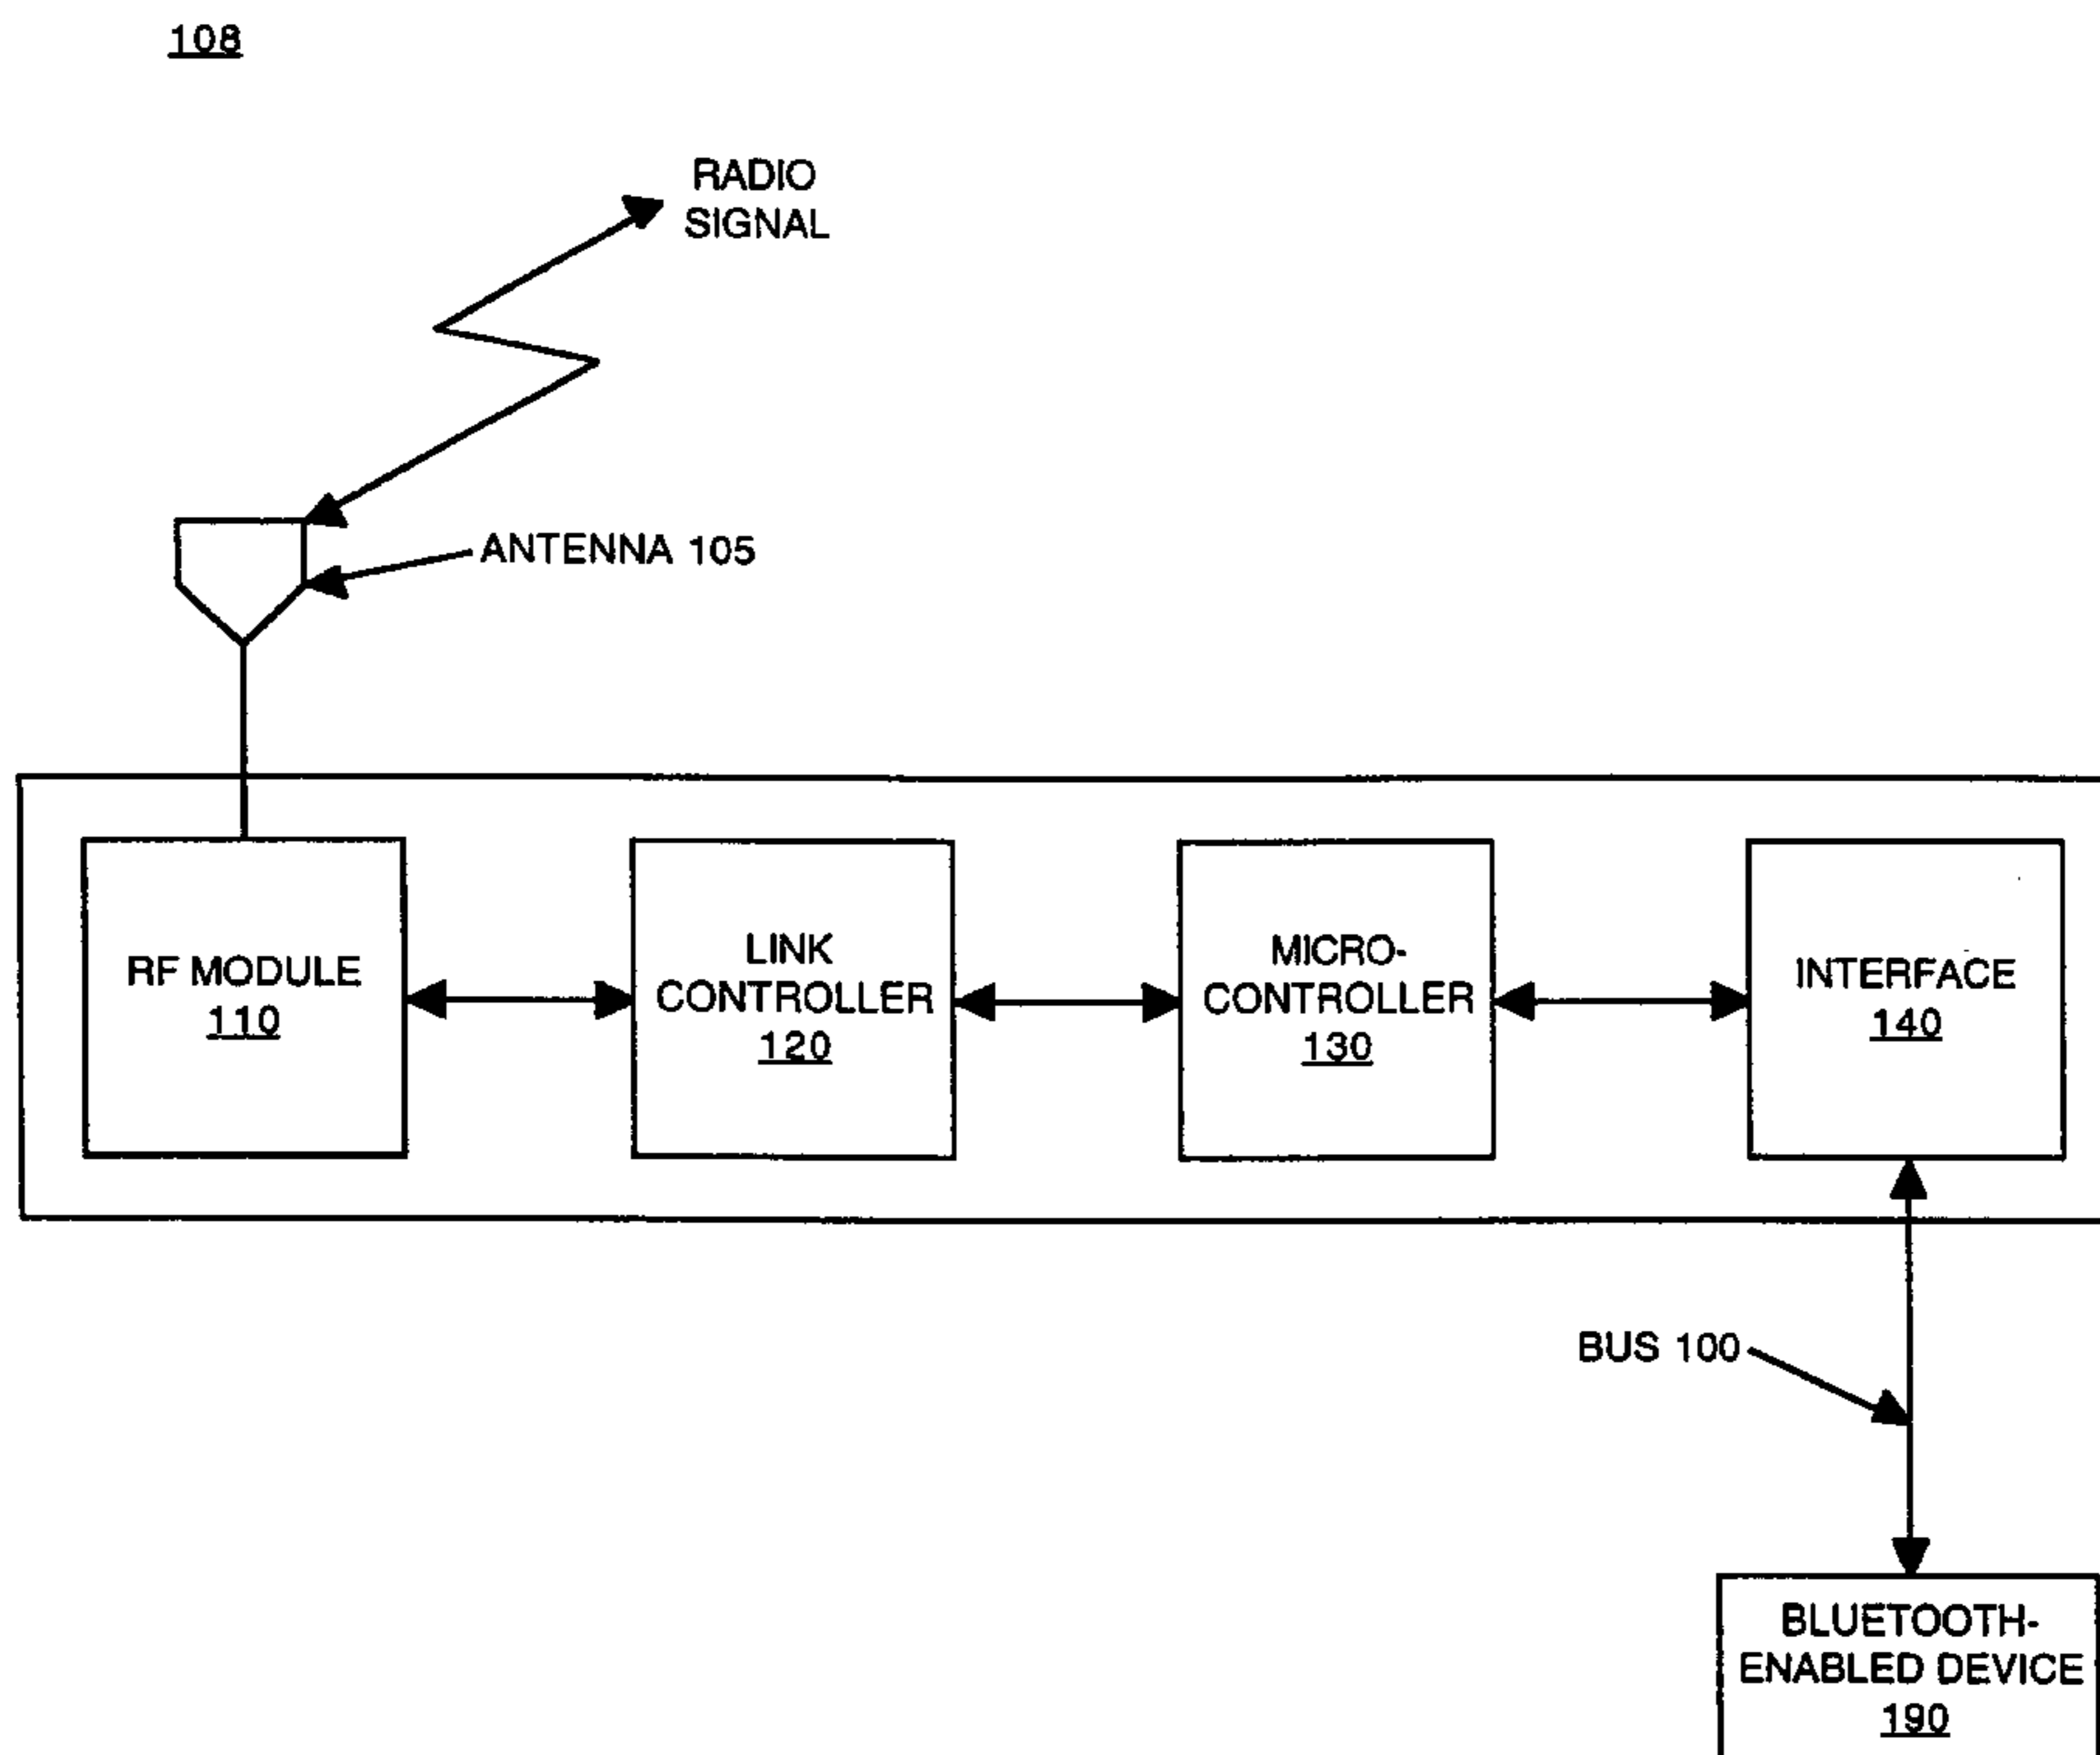 108
RADIO
SIGNAL
ANTENNA 105
RF MODULE
110
LINK
CONTROLLER
120
MICRO-
CONTROLLER
130
INTERFACE
140
BUS 100
BLUETOOTH-
ENABLED DEVICE
190